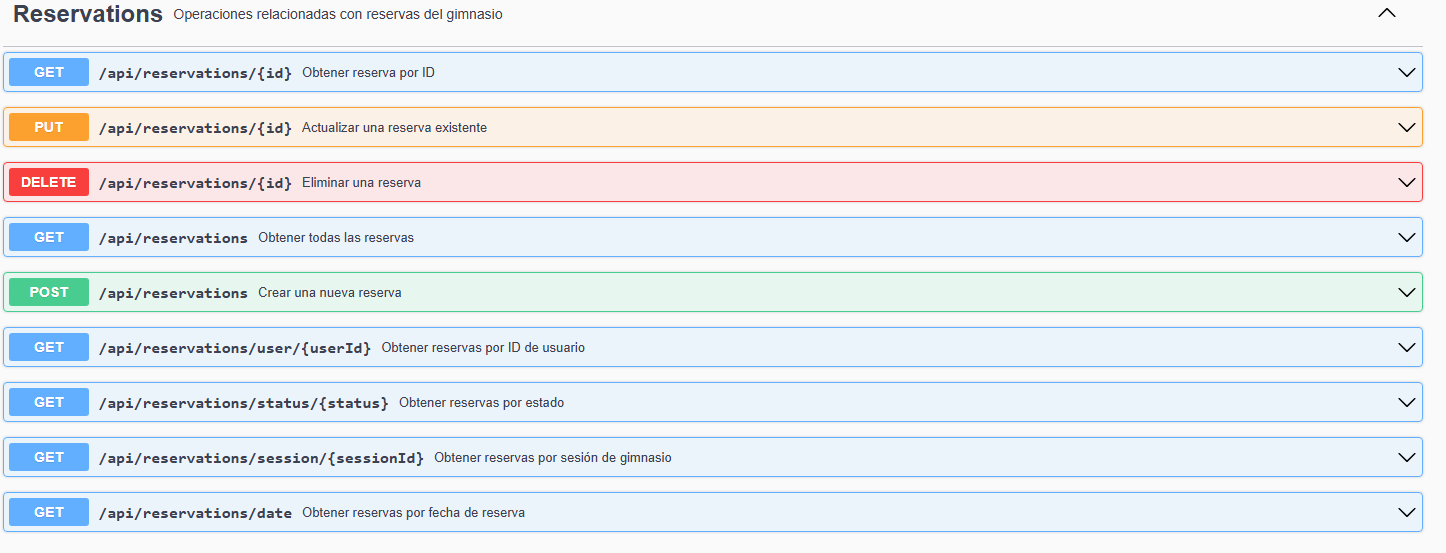 Reservations Operaciones relacionadas con reservas del gimnasio
GET /api/reservations/{id} Obtener reserva por ID
PUT /api/reservations/{id} Actualizar una reserva existente
DELETE /api/reservations/{id} Eliminar una reserva
GET /api/reservations Obtener todas las reservas
POST /api/reservations Crear una nueva reserva
GET /api/reservations/user/{userId} Obtener reservas por ID de usuario
GET /api/reservations/status/{status} Obtener reservas por estado
GET /api/reservations/session/{sessionId} Obtener reservas por sesión de gimnasio
GET /api/reservations/date Obtener reservas por fecha de reserva